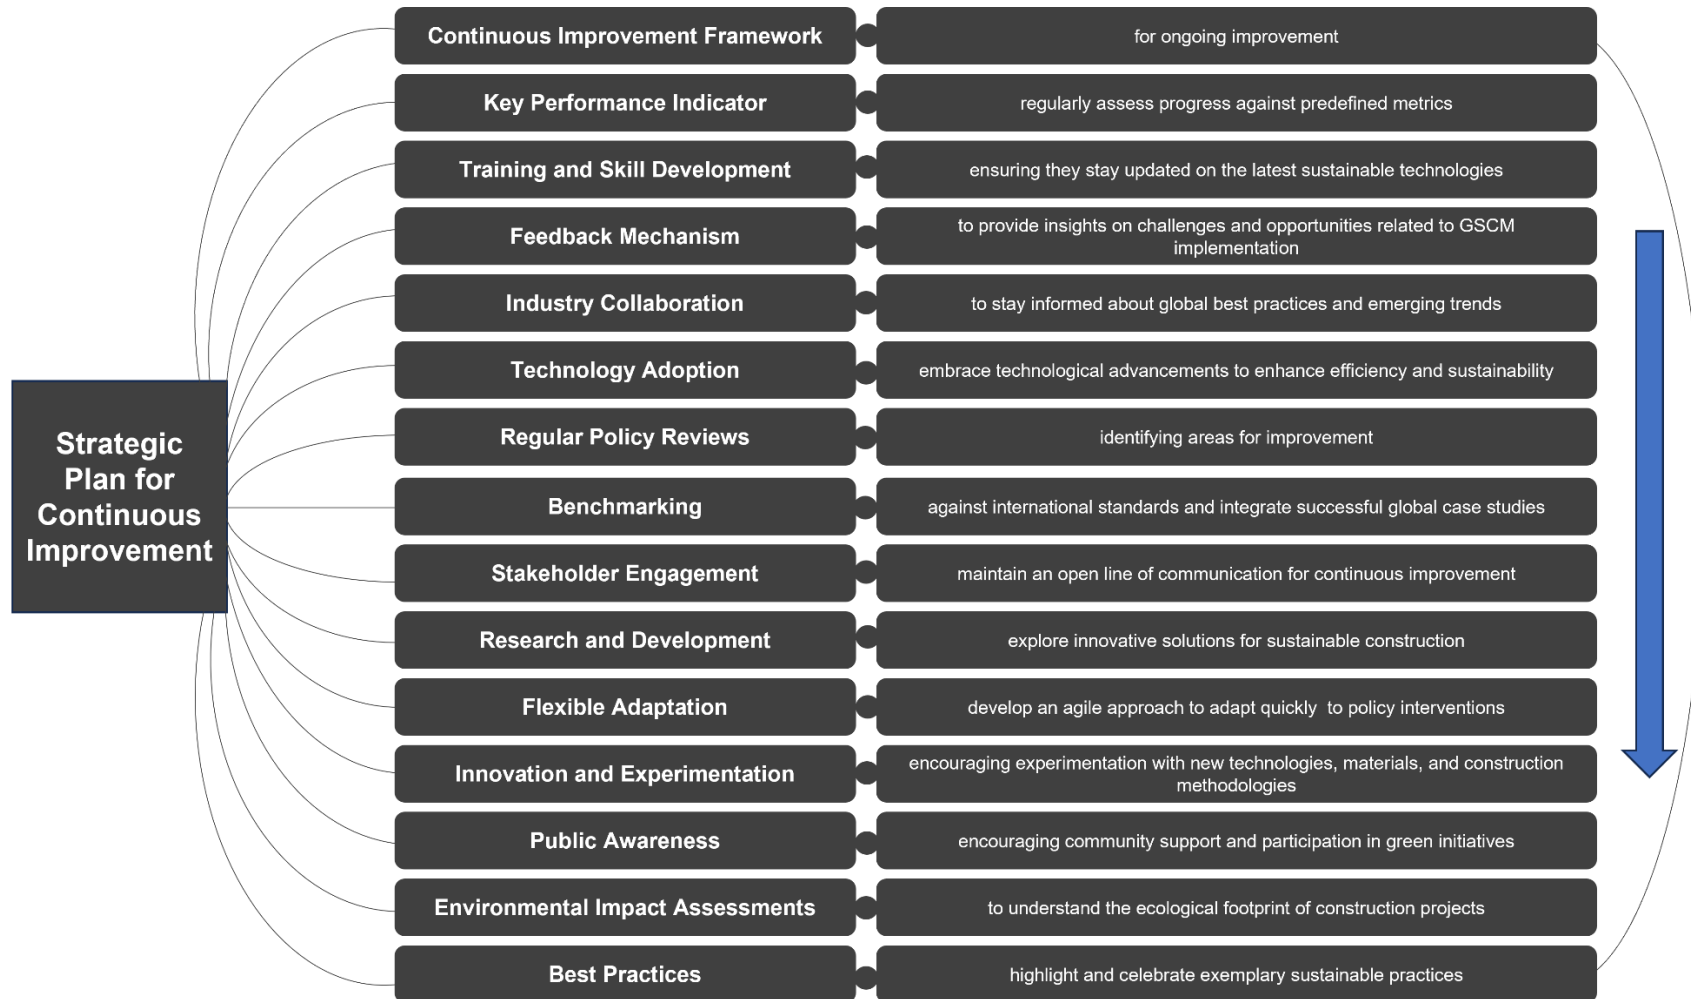 Continuous Improvement Framework
for ongoing improvement
Key Performance Indicator
regularly assess progress against predefined metrics
Training and Skill Development
ensuring they stay updated on the latest sustainable technologies
Feedback Mechanism
to provide insights on challenges and opportunities related to GSCM
implementation
Industry Collaboration
to stay informed about global best practices and emerging trends
Technology Adoption
embrace technological advancements to enhance efficiency and sustainability
Regular Policy Reviews
identifying areas for improvement
Strategic
Plan for
Continuous
Improvement
Benchmarking
against international standards and integrate successful global case studies
Stakeholder Engagement
maintain an open line of communication for continuous improvement
Research and Development
explore innovative solutions for sustainable construction
Flexible Adaptation
develop an agile approach to adapt quickly  to policy interventions
Innovation and Experimentation
encouraging experimentation with new technologies, materials, and construction
methodologies
Public Awareness
encouraging community support and participation in green initiatives
Environmental Impact Assessments
to understand the ecological footprint of construction projects
Best Practices
highlight and celebrate exemplary sustainable practices